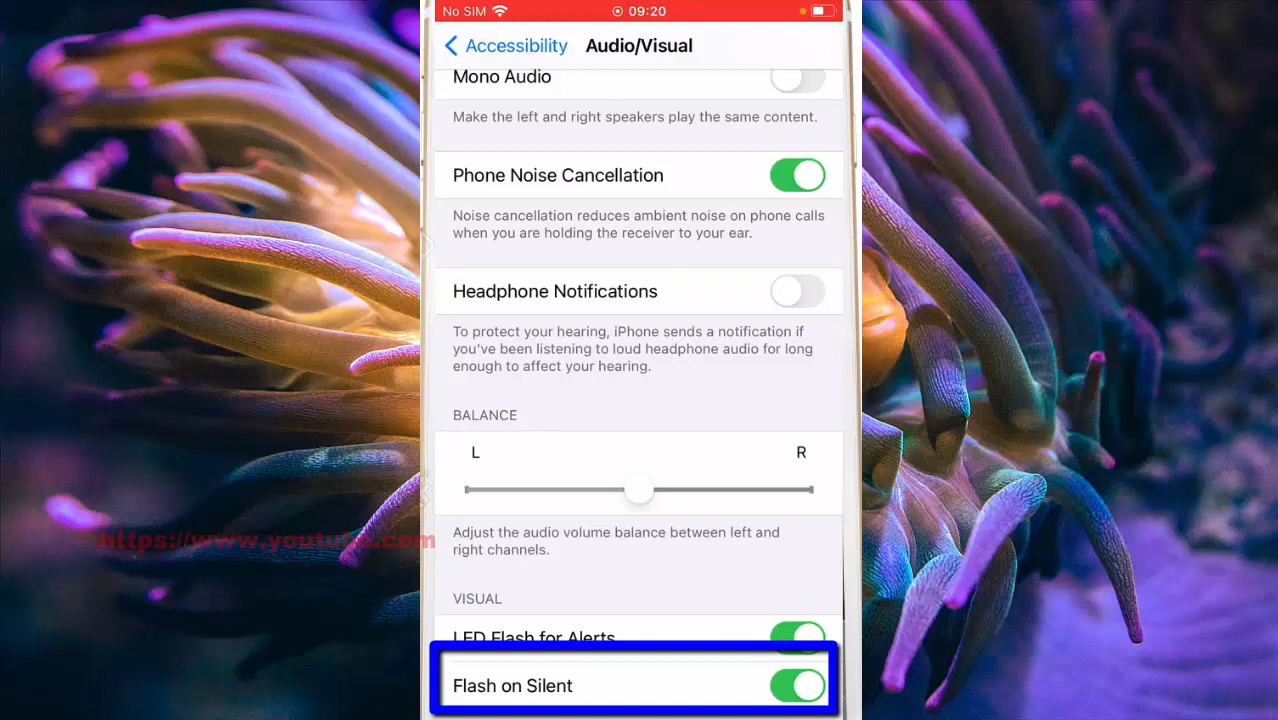 No SIM 09:20
Accessibility Audio/Visual
Mono Audio
Make the left and right speakers play the same content.
Phone Noise Cancellation
Noise cancellation reduces ambient noise on phone calls
when you are holding the receiver to your ear.
Headphone Notifications
To protect your hearing, iPhone sends a notification if
you've been listening to loud headphone audio for long
enough to affect your hearing.
BALANCE
L R
https://www.youtube.com
Adjust the audio volume balance between left and
right channels.
VISUAL
LED Flash for Alerts
Flash on Silent